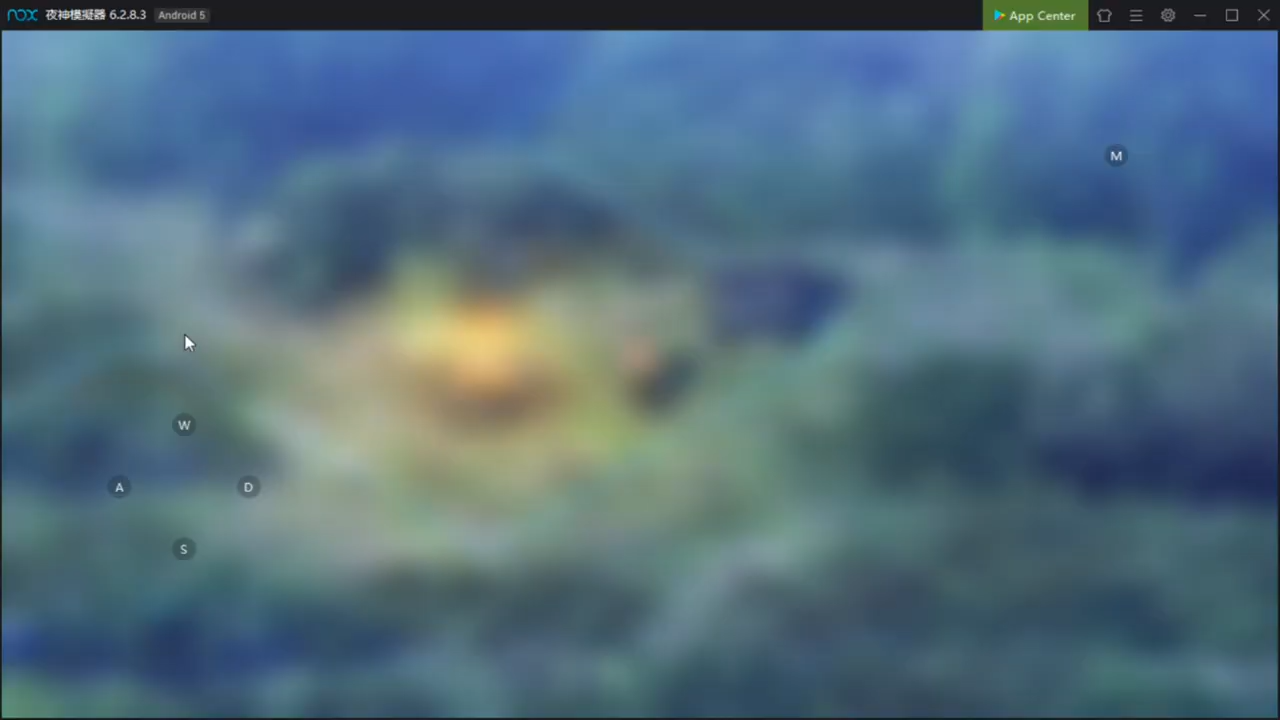 nox 夜神模擬器 6.2.8.3 Android 5 App Center
M
W
A D
S